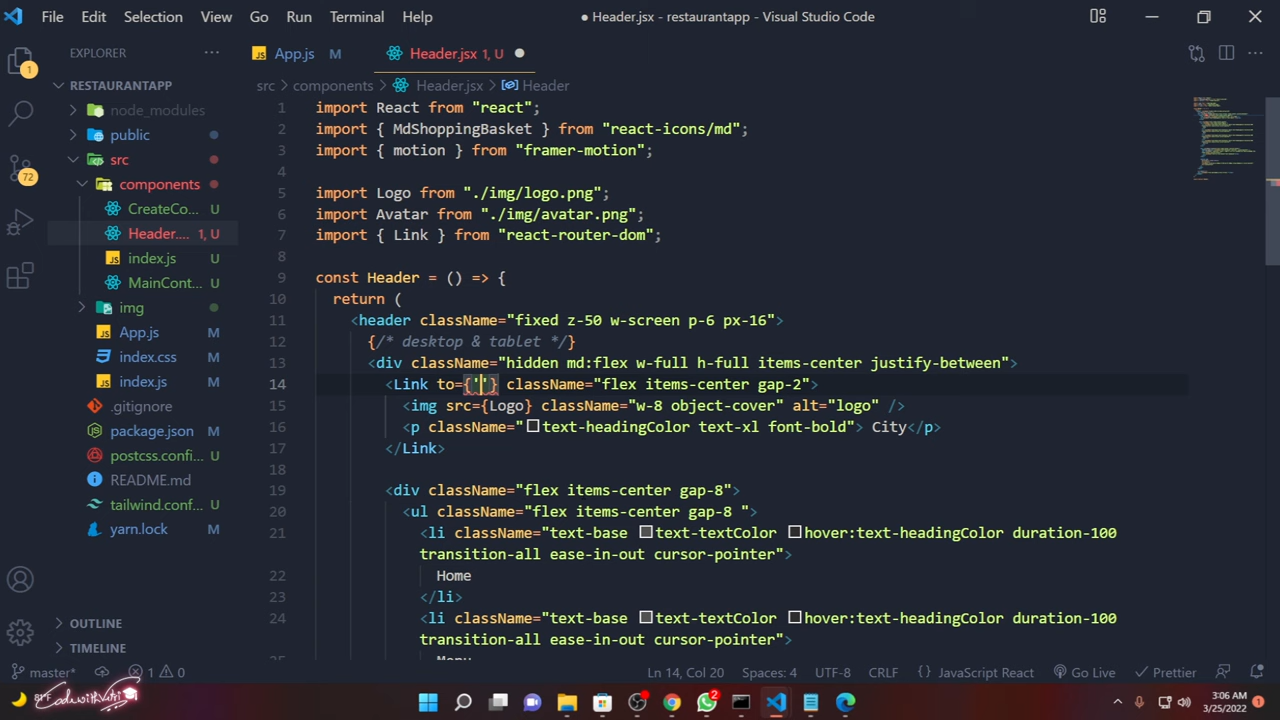 File Edit Selection View Go Run Terminal Help
● Header.jsx - restaurantapp - Visual Studio Code
EXPLORER ···
App.js M
Header.jsx 1, U
RESTAURANTAPP
src > components > Header.jsx > Header
node_modules
public
src
components
CreateCo... U
Header.... 1, U
index.js U
MainCont... U
img
App.js M
index.css M
index.js M
.gitignore
package.json M
postcss.confi... U
README.md
tailwind.conf... U
yarn.lock
OUTLINE
TIMELINE
1 import React from "react";
2 import { MdShoppingBasket } from "react-icons/md";
3 import { motion } from "framer-motion";
4
5 import Logo from "./img/logo.png";
6 import Avatar from "./img/avatar.png";
7 import { Link } from "react-router-dom";
8
9 const Header = () => {
10 return (
11 <header className="fixed z-50 w-screen p-6 px-16">
12 {/* desktop & tablet */}
13 <div className="hidden md:flex w-full h-full items-center justify-between">
14 <Link to={''} className="flex items-center gap-2">
15 <img src={Logo} className="w-8 object-cover" alt="logo" />
16 <p className="text-headingColor text-xl font-bold"> City</p>
17 </Link>
18
19 <div className="flex items-center gap-8">
20 <ul className="flex items-center gap-8 ">
21 <li className="text-base text-textColor hover:text-headingColor duration-100
transition-all ease-in-out cursor-pointer">
22 Home
23 </li>
24 <li className="text-base text-textColor hover:text-headingColor duration-100
transition-all ease-in-out cursor-pointer">
25 Menu
1
72
master* 1 0 Ln 14, Col 20 Spaces: 4 UTF-8 CRLF {} JavaScript React Go Live Prettier
81°F
2
3:06 AM
3/25/2022